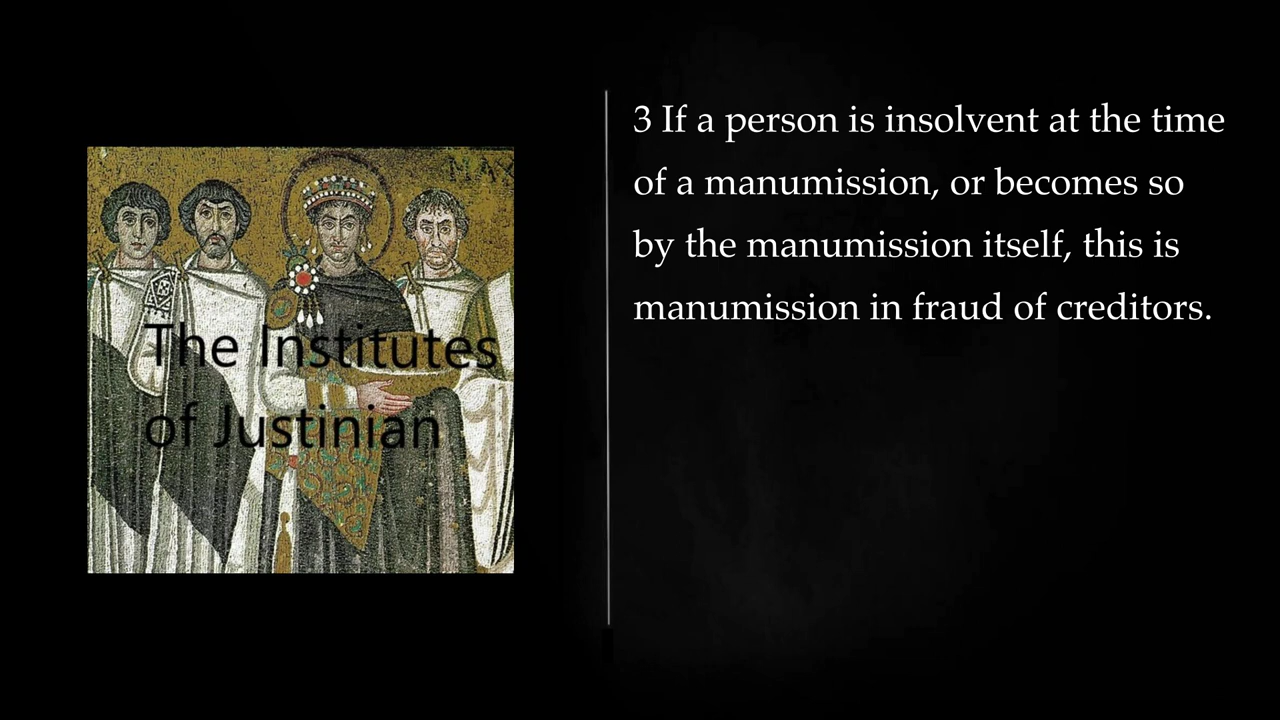 The Institutes
of Justinian
3 If a person is insolvent at the time
of a manumission, or becomes so
by the manumission itself, this is
manumission in fraud of creditors.